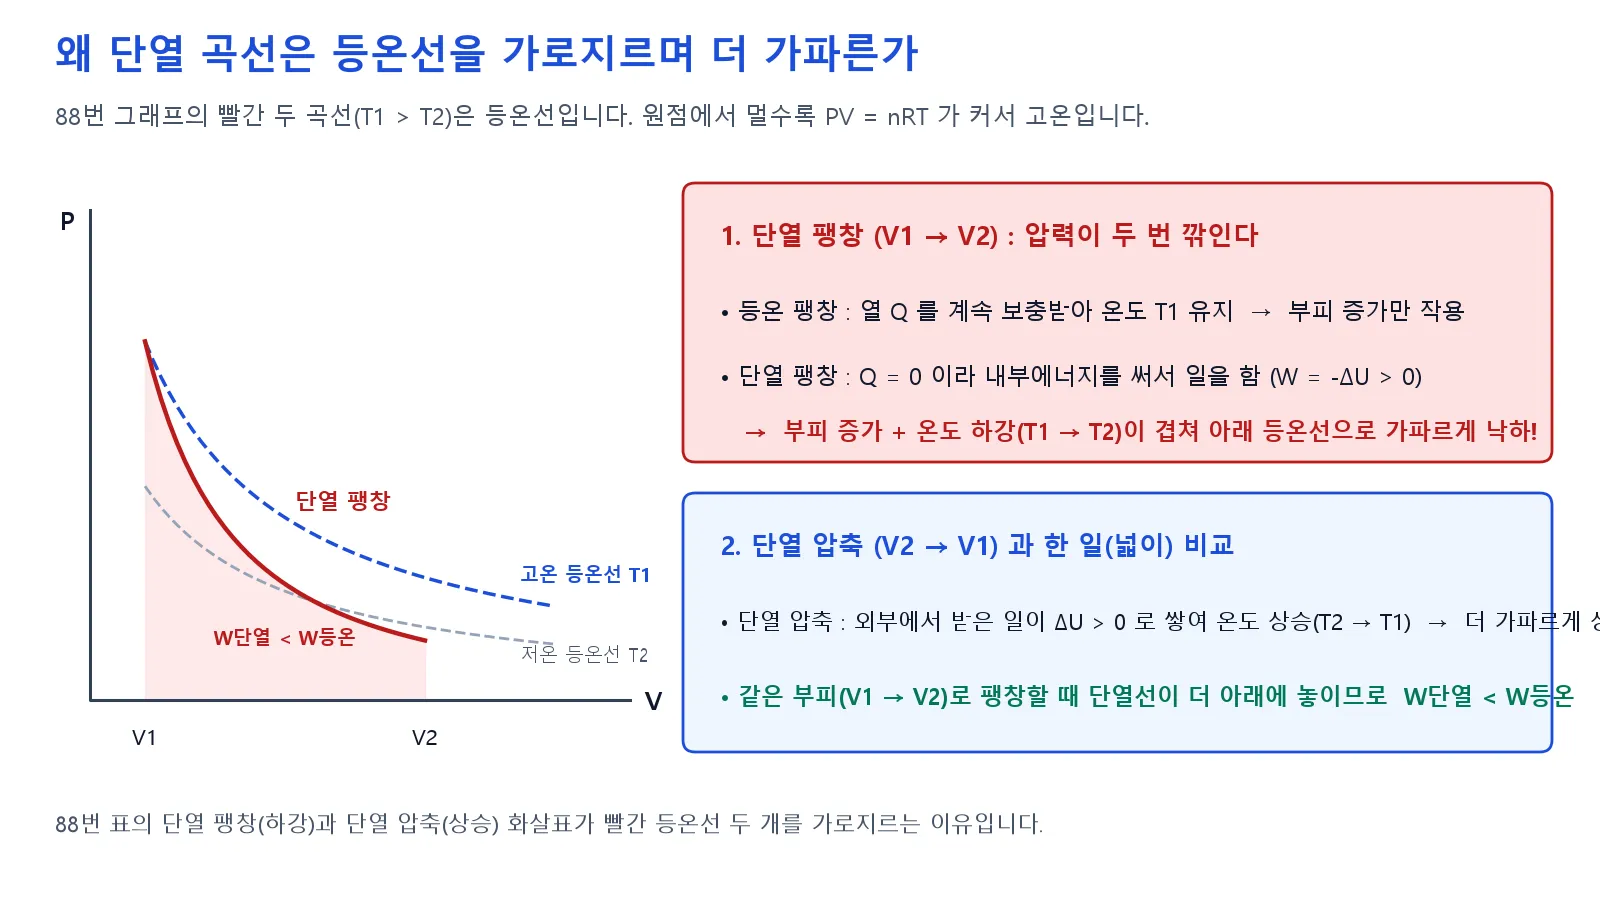 왜 단열 곡선은 등온선을 가로지르며 더 가파른가
88번 그래프의 빨간 두 곡선(T1 > T2)은 등온선입니다. 원점에서 멀수록 PV = nRT 가 커서 고온입니다.
P
단열 팽창
고온 등온선 T1
W단열 < W등온
저온 등온선 T2
V
V1
V2
1. 단열 팽창 (V1 → V2) : 압력이 두 번 깎인다
• 등온 팽창 : 열 Q 를 계속 보충받아 온도 T1 유지 → 부피 증가만 작용
• 단열 팽창 : Q = 0 이라 내부에너지를 써서 일을 함 (W = -ΔU > 0)
→ 부피 증가 + 온도 하강(T1 → T2)이 겹쳐 아래 등온선으로 가파르게 낙하!
2. 단열 압축 (V2 → V1) 과 한 일(넓이) 비교
• 단열 압축 : 외부에서 받은 일이 ΔU > 0 로 쌓여 온도 상승(T2 → T1) → 더 가파르게
• 같은 부피(V1 → V2)로 팽창할 때 단열선이 더 아래에 놓이므로 W단열 < W등온
88번 표의 단열 팽창(하강)과 단열 압축(상승) 화살표가 빨간 등온선 두 개를 가로지르는 이유입니다.